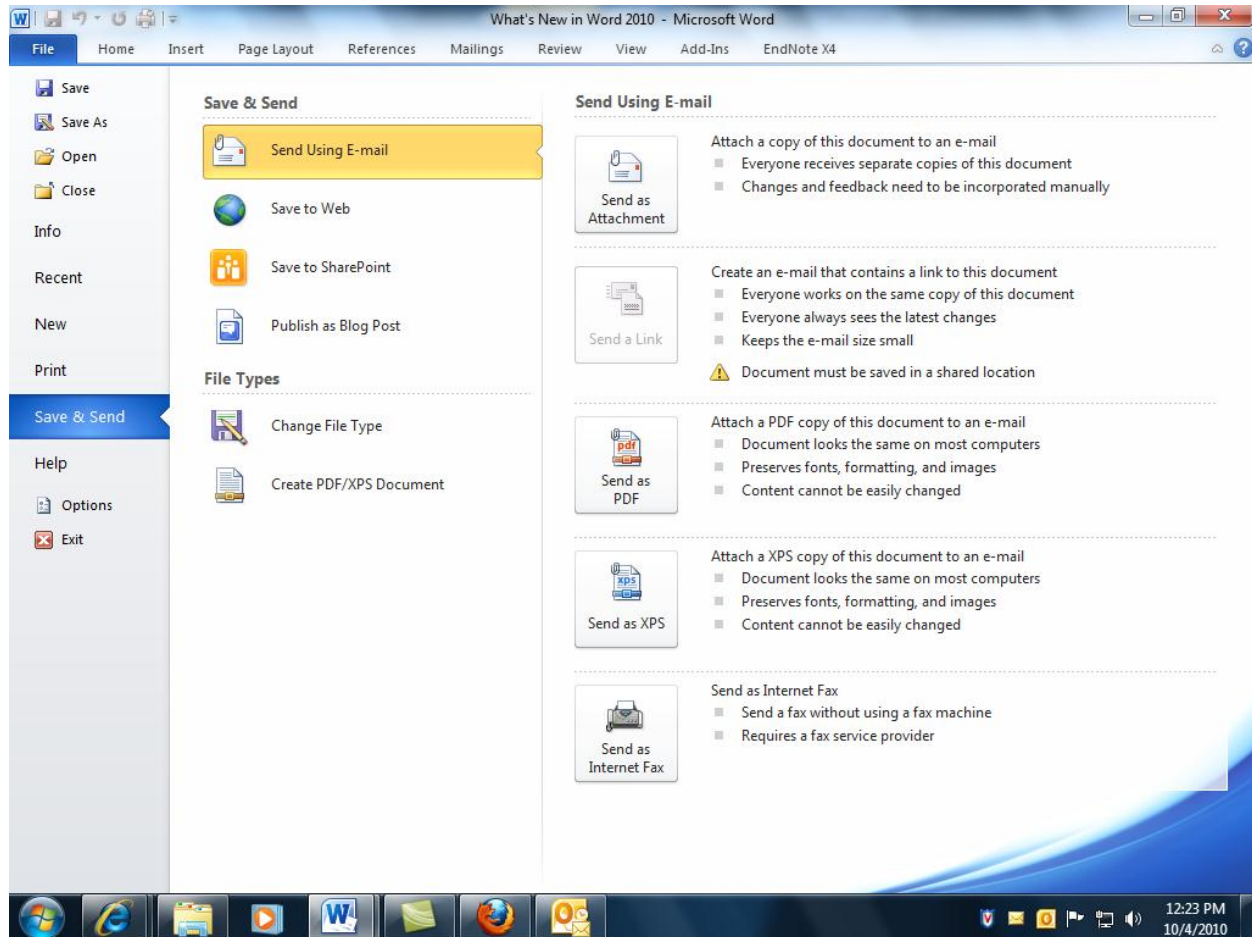 What's New in Word 2010 - Microsoft Word
File Home Insert Page Layout References Mailings Review View Add-Ins EndNote X4
Save
Save As
Open
Close
Info
Recent
New
Print
Save & Send
Help
Options
Exit
Save & Send
Send Using E-mail
Save to Web
Save to SharePoint
Publish as Blog Post
File Types
Change File Type
Create PDF/XPS Document
Send Using E-mail
Send as
Attachment
Attach a copy of this document to an e-mail
Everyone receives separate copies of this document
Changes and feedback need to be incorporated manually
Send a Link
Create an e-mail that contains a link to this document
Everyone works on the same copy of this document
Everyone always sees the latest changes
Keeps the e-mail size small
Document must be saved in a shared location
pdf
Send as
PDF
Attach a PDF copy of this document to an e-mail
Document looks the same on most computers
Preserves fonts, formatting, and images
Content cannot be easily changed
xps
Send as XPS
Attach a XPS copy of this document to an e-mail
Document looks the same on most computers
Preserves fonts, formatting, and images
Content cannot be easily changed
Send as
Internet Fax
Send as Internet Fax
Send a fax without using a fax machine
Requires a fax service provider
12:23 PM
10/4/2010